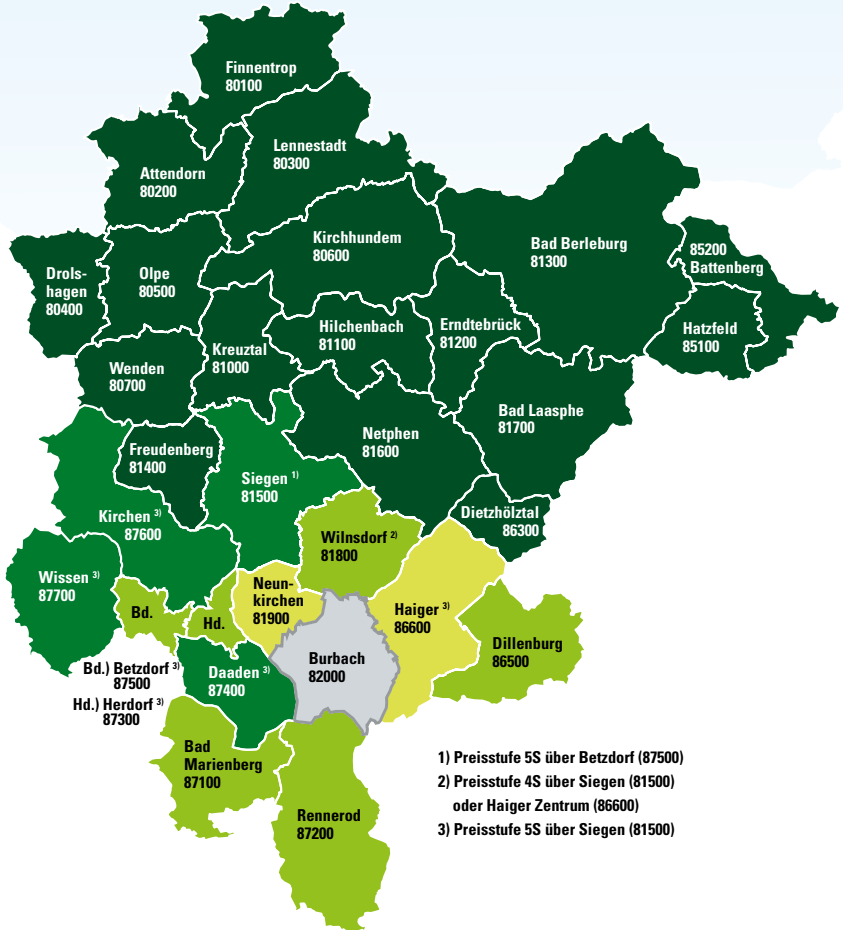 Finnentrop
80100
Lennestadt
80300
Attendorn
80200
Kirchhundem
80600
Bad Berleburg
81300
85200
Battenberg
Drols-
hagen
80400
Olpe
80500
Hilchenbach
81100
Erndtebrück
81200
Hatzfeld
85100
Kreuztal
81000
Wenden
80700
Bad Laasphe
81700
Netphen
81600
Freudenberg
81400
Siegen 1)
81500
Dietzhölztal
86300
Kirchen 3)
87600
Wilnsdorf 2)
81800
Wissen 3)
87700
Neun-
kirchen
81900
Haiger 3)
86600
Bd.
Hd.
Dillenburg
86500
Burbach
82000
Bd.) Betzdorf 3)
87500
Daaden 3)
87400
Hd.) Herdorf 3)
87300
Bad
Marienberg
87100
Rennerod
87200
1) Preisstufe 5S über Betzdorf (87500)
2) Preisstufe 4S über Siegen (81500)
oder Haiger Zentrum (86600)
3) Preisstufe 5S über Siegen (81500)